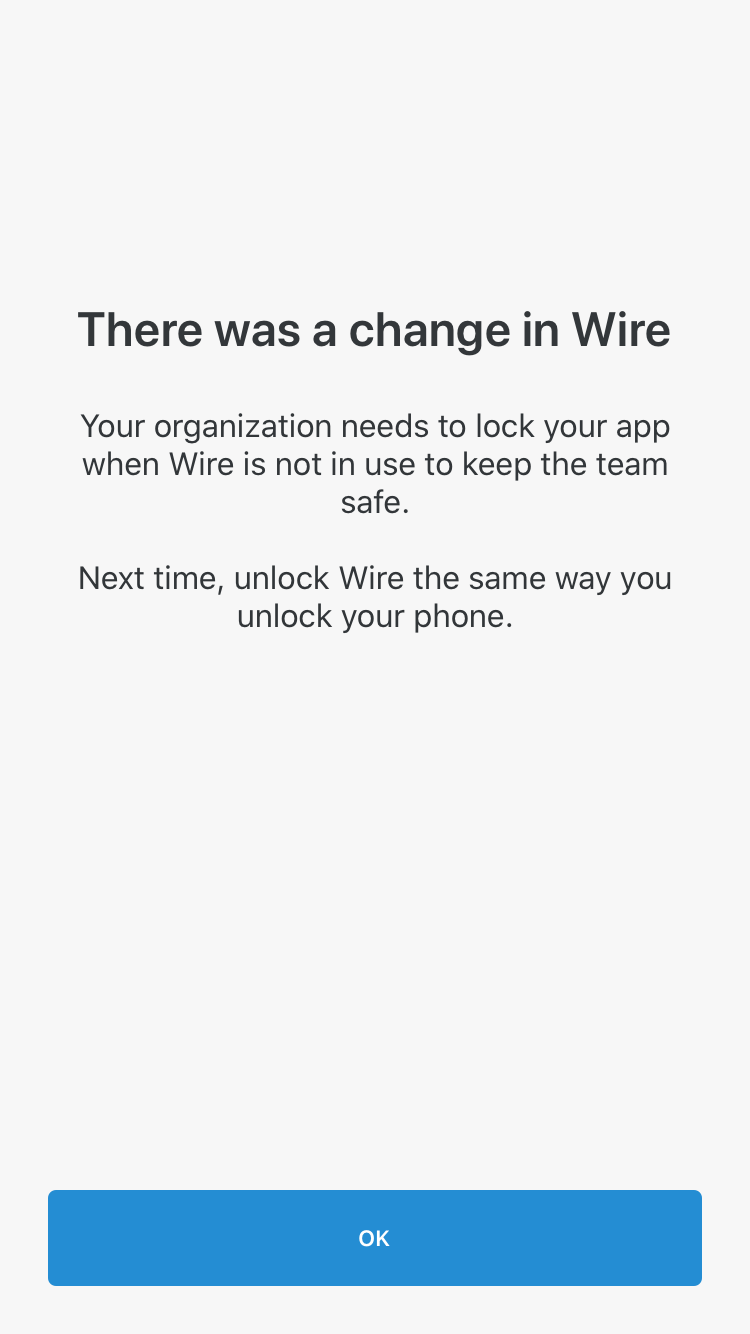 There was a change in Wire
Your organization needs to lock your app
when Wire is not in use to keep the team
safe.
Next time, unlock Wire the same way you
unlock your phone.
OK